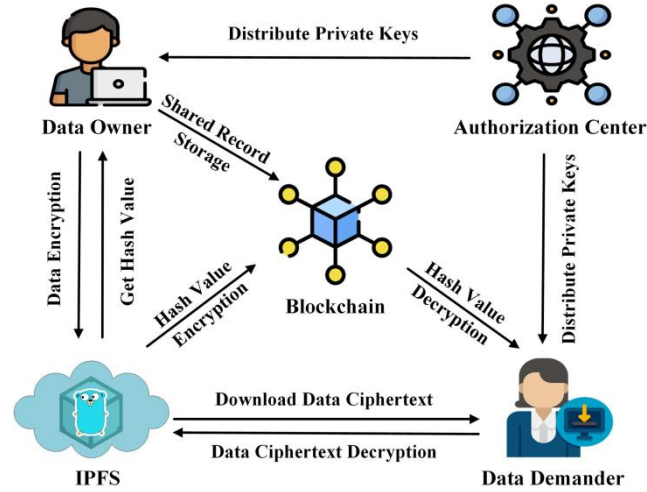 Distribute Private Keys
Data Owner
Authorization Center
Shared Record
Storage
Data Encryption
Get Hash Value
Distribute Private Keys
Blockchain
Hash Value
Encryption
Hash Value
Decryption
Download Data Ciphertext
Data Ciphertext Decryption
IPFS
Data Demander